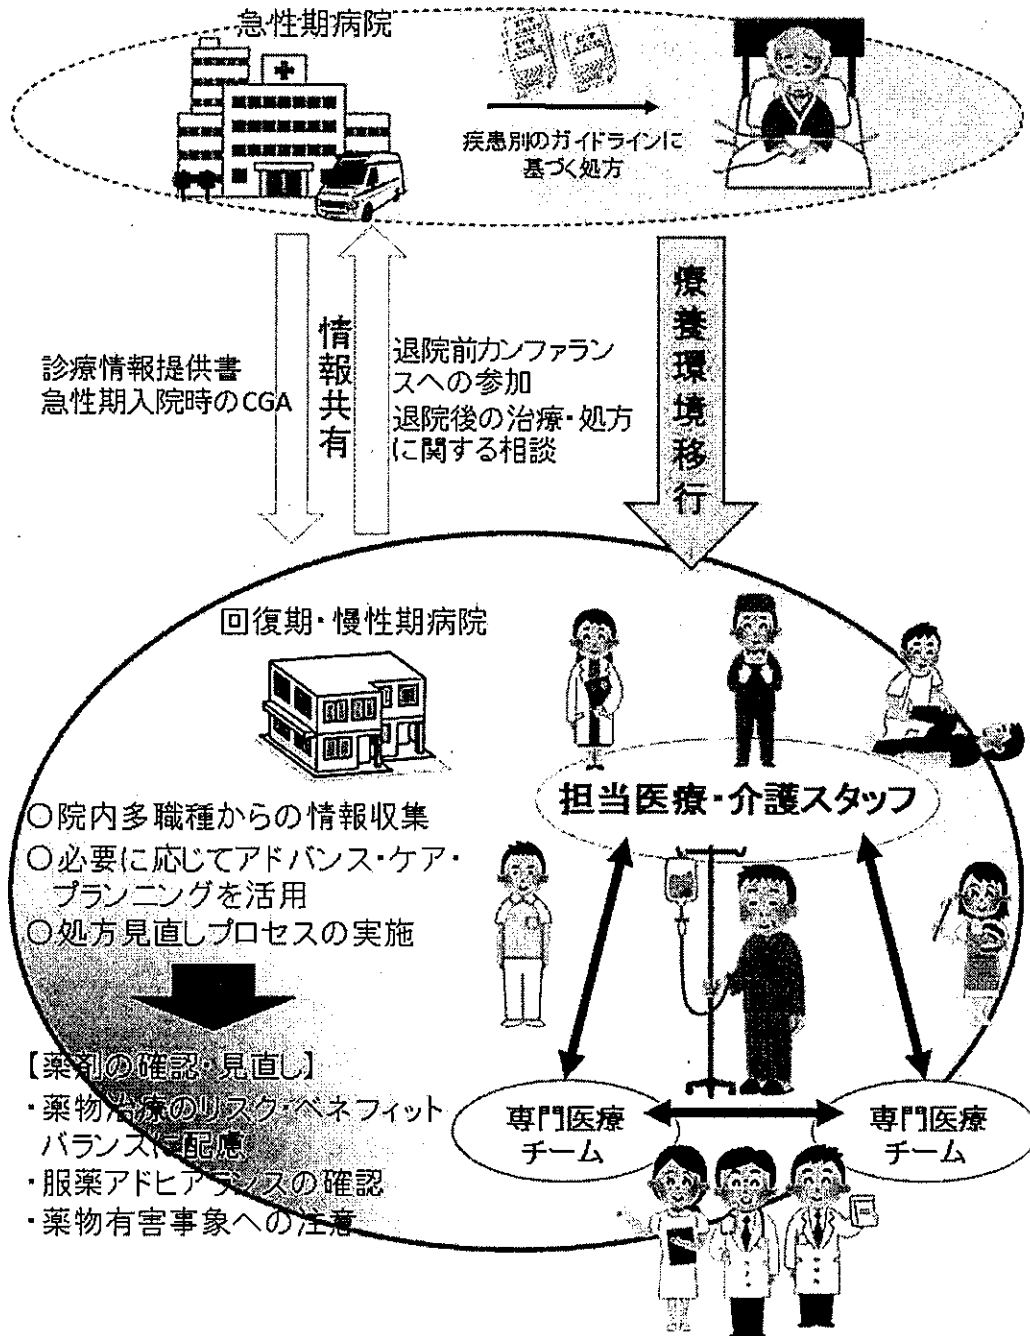 急性期病院
疾患別のガイドラインに
基づく処方
診療情報提供書
急性期入院時のCGA
情報共有
退院前カンファラン
スへの参加
退院後の治療・処方
に関する相談
療養環境移行
回復期・慢性期病院
担当医療・介護スタッフ
〇院内多職種からの情報収集
〇必要に応じてアドバンス・ケア・
プランニングを活用
〇処方見直しプロセスの実施
【薬剤の確認・見直し】
・薬物治療のリスク・ベネフィット
バランスに配慮
・服薬アドヒアランスの確認
・薬物有害事象への注意
専門医療
チーム
専門医療
チーム